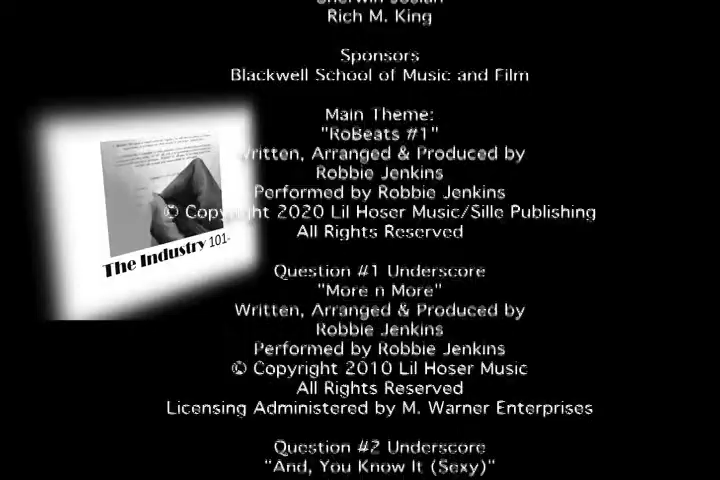 Rich M. King
Sponsors
Blackwell School of Music and Film
Main Theme:
"RoBeats #1"
Written, Arranged & Produced by
Robbie Jenkins
Performed by Robbie Jenkins
© Copyright 2020 Lil Hoser Music/Sille Publishing
All Rights Reserved
The Industry 101-
Question #1 Underscore
"More n More"
Written, Arranged & Produced by
Robbie Jenkins
Performed by Robbie Jenkins
© Copyright 2010 Lil Hoser Music
All Rights Reserved
Licensing Administered by M. Warner Enterprises
Question #2 Underscore
"And, You Know It (Sexy)"